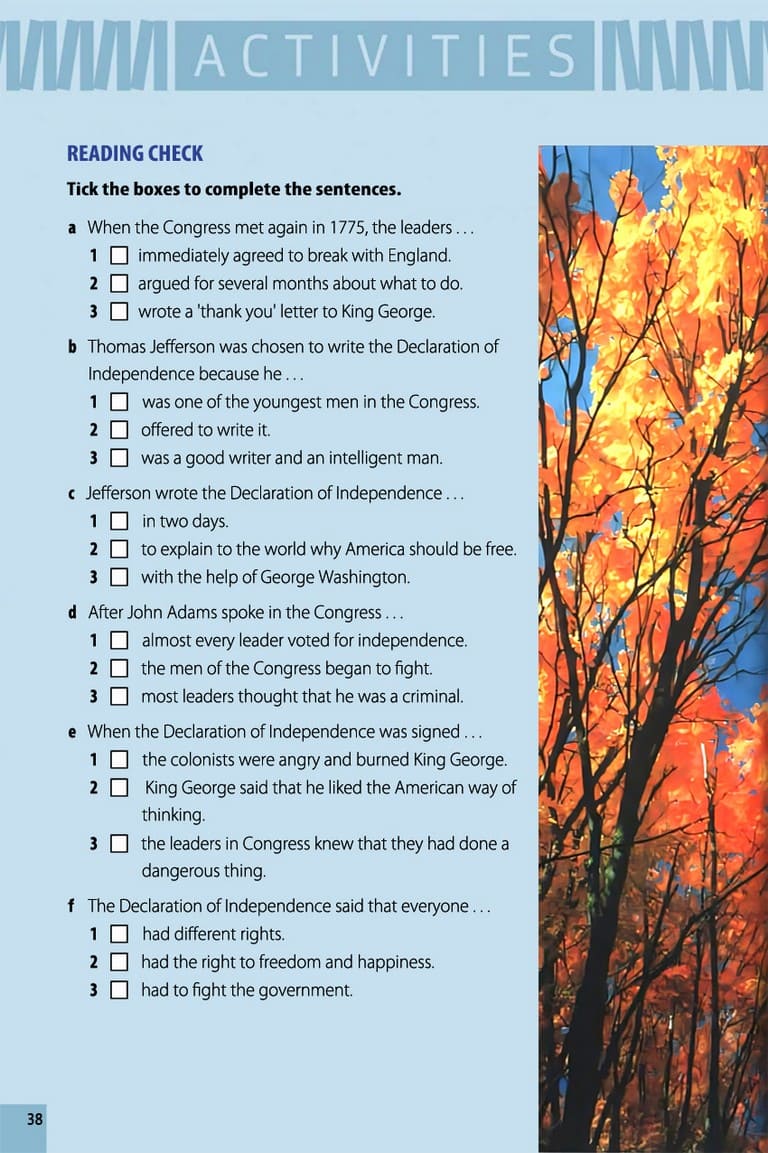 ACTIVITIES
READING CHECK
Tick the boxes to complete the sentences.
a When the Congress met again in 1775, the leaders . . .
1 immediately agreed to break with England.
2 argued for several months about what to do.
3 wrote a 'thank you' letter to King George.
b Thomas Jefferson was chosen to write the Declaration of
Independence because he . . .
1 was one of the youngest men in the Congress.
2 offered to write it.
3 was a good writer and an intelligent man.
c Jefferson wrote the Declaration of Independence . . .
1 in two days.
2 to explain to the world why America should be free.
3 with the help of George Washington.
d After John Adams spoke in the Congress . . .
1 almost every leader voted for independence.
2 the men of the Congress began to fight.
3 most leaders thought that he was a criminal.
e When the Declaration of Independence was signed . . .
1 the colonists were angry and burned King George.
2 King George said that he liked the American way of
thinking.
3 the leaders in Congress knew that they had done a
dangerous thing.
f The Declaration of Independence said that everyone . . .
1 had different rights.
2 had the right to freedom and happiness.
3 had to fight the government.
38